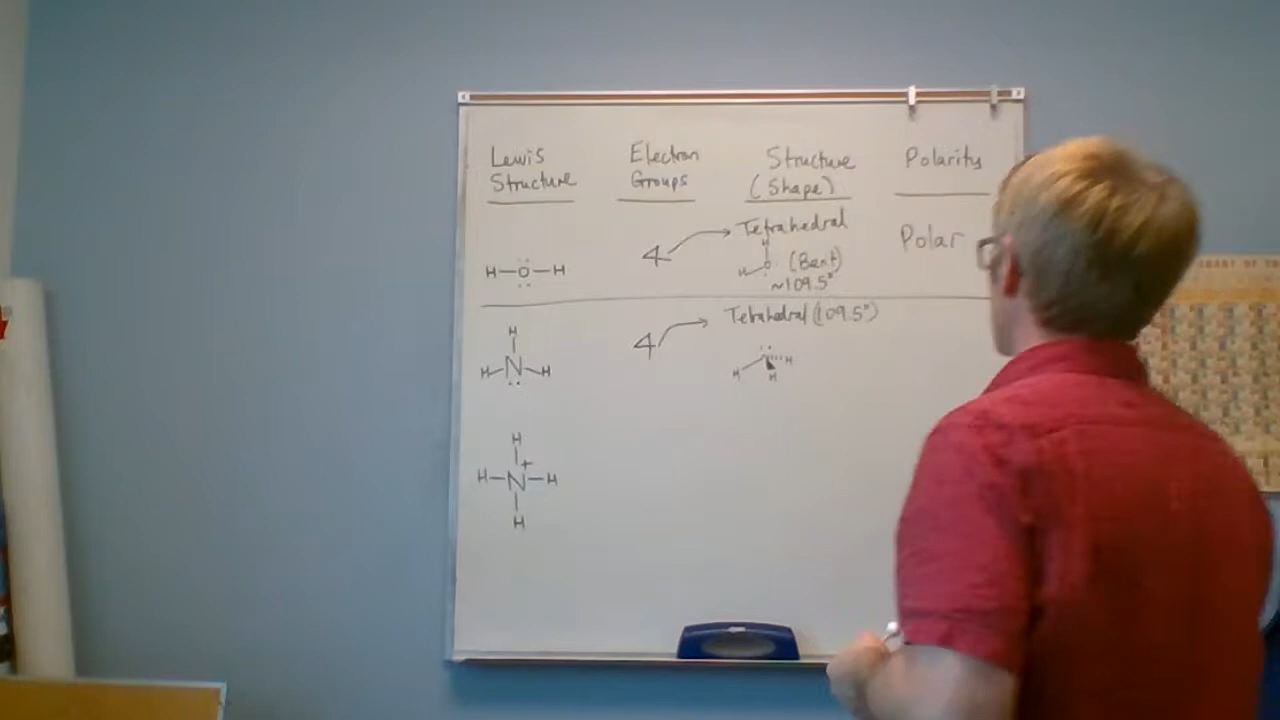 Lewis Structure
Electron Groups
Structure (Shape)
Polarity
H–Ö–H
4
Tetrahedral
H
H O (Bent)
~109.5°
Polar
H
H–N–H
4
Tetrahedral (109.5°)
H H
H
H
H–N⁺–H
H